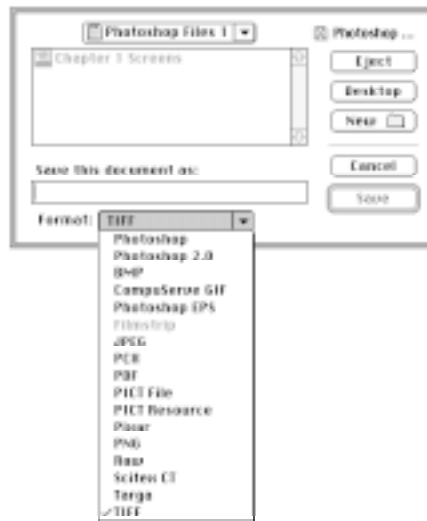 Photoshop Files 1
Photoshop ...
Chapter 1 Screens
Eject
Desktop
New
Save this document as:
Cancel
Save
Format: TIFF
Photoshop
Photoshop 2.0
BMP
CompuServe GIF
Photoshop EPS
Filmstrip
JPEG
PCX
PDF
PICT File
PICT Resource
Pixar
PNG
Raw
Scitex CT
Targa
✓TIFF